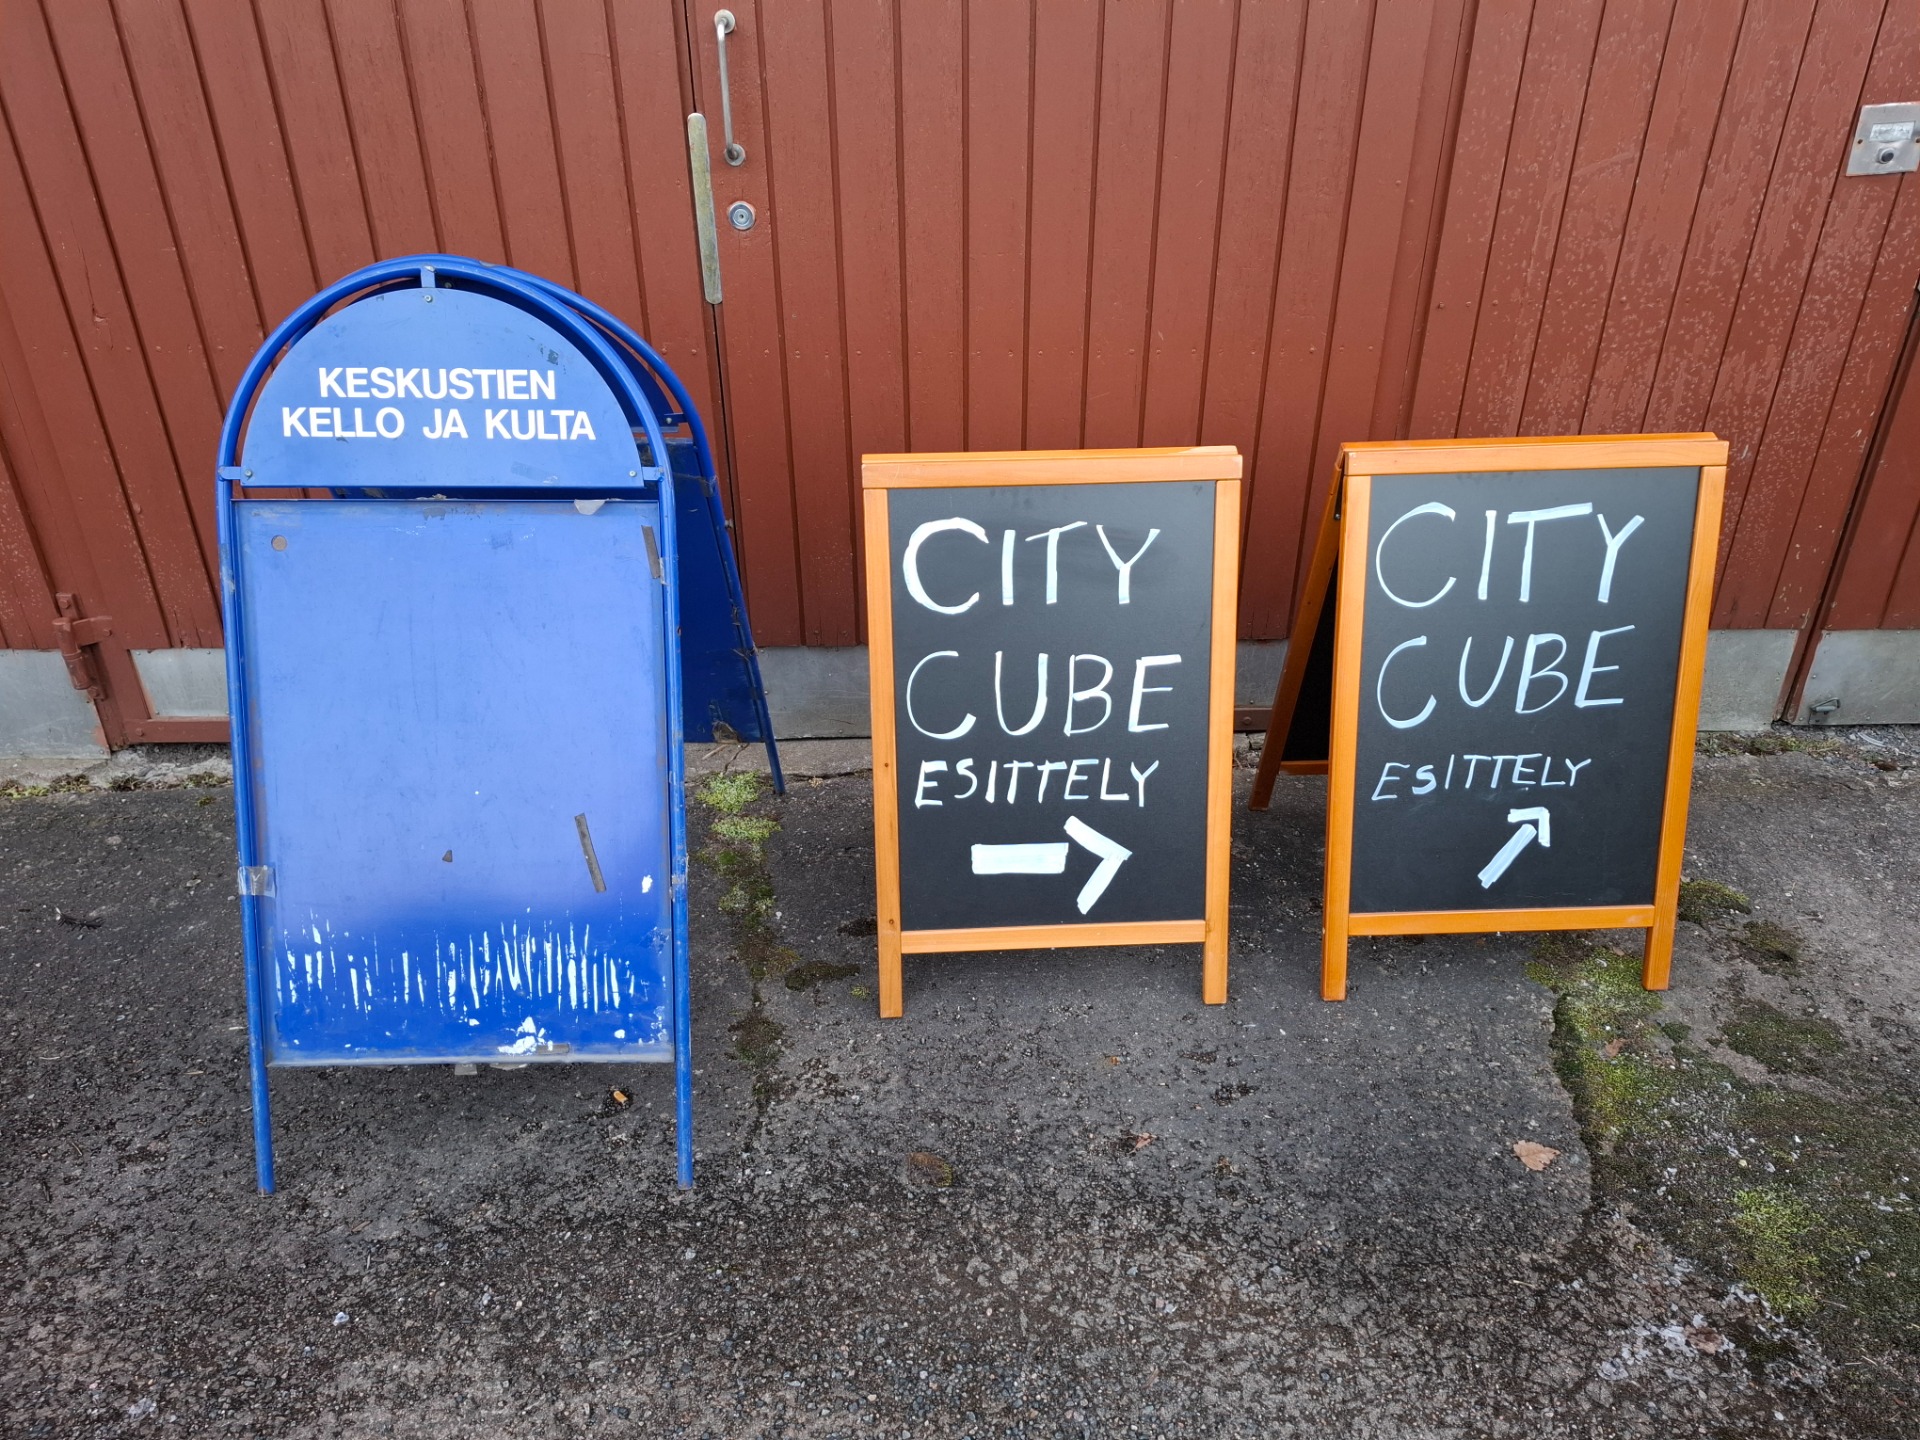 KESKUSTIEN
KELLO JA KULTA
CITY
CUBE
ESITTELY
CITY
CUBE
ESITTELY